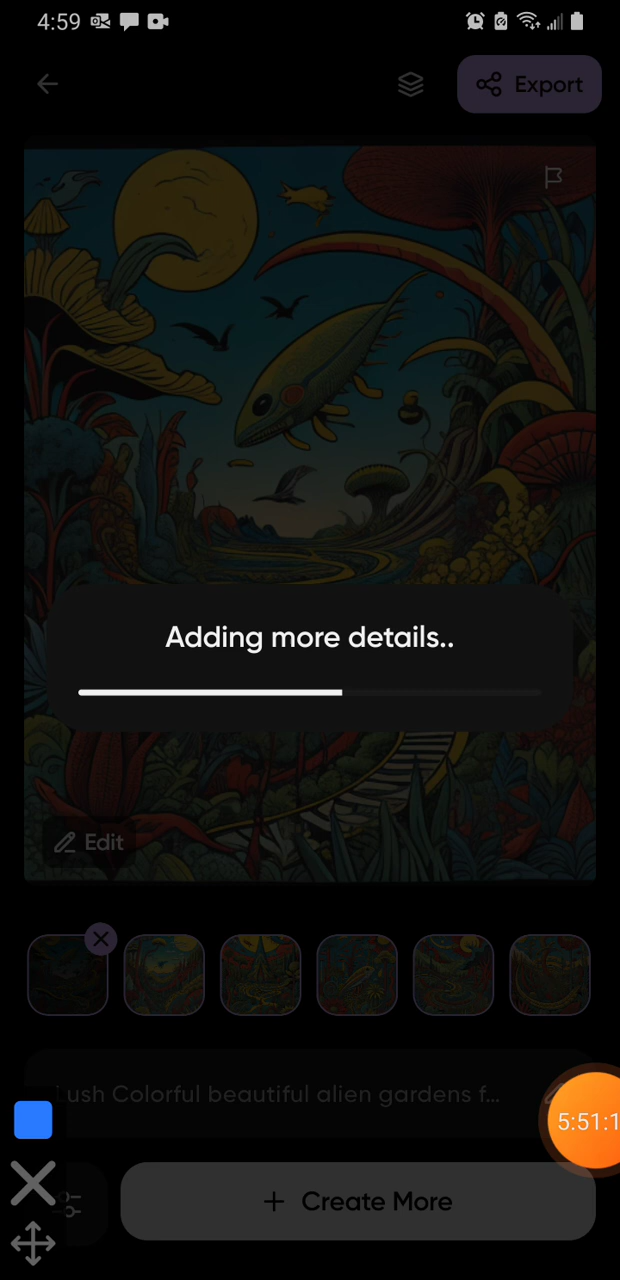 4:59
Export
Adding more details..
Edit
Lush Colorful beautiful alien gardens f...
5:51:1
+ Create More